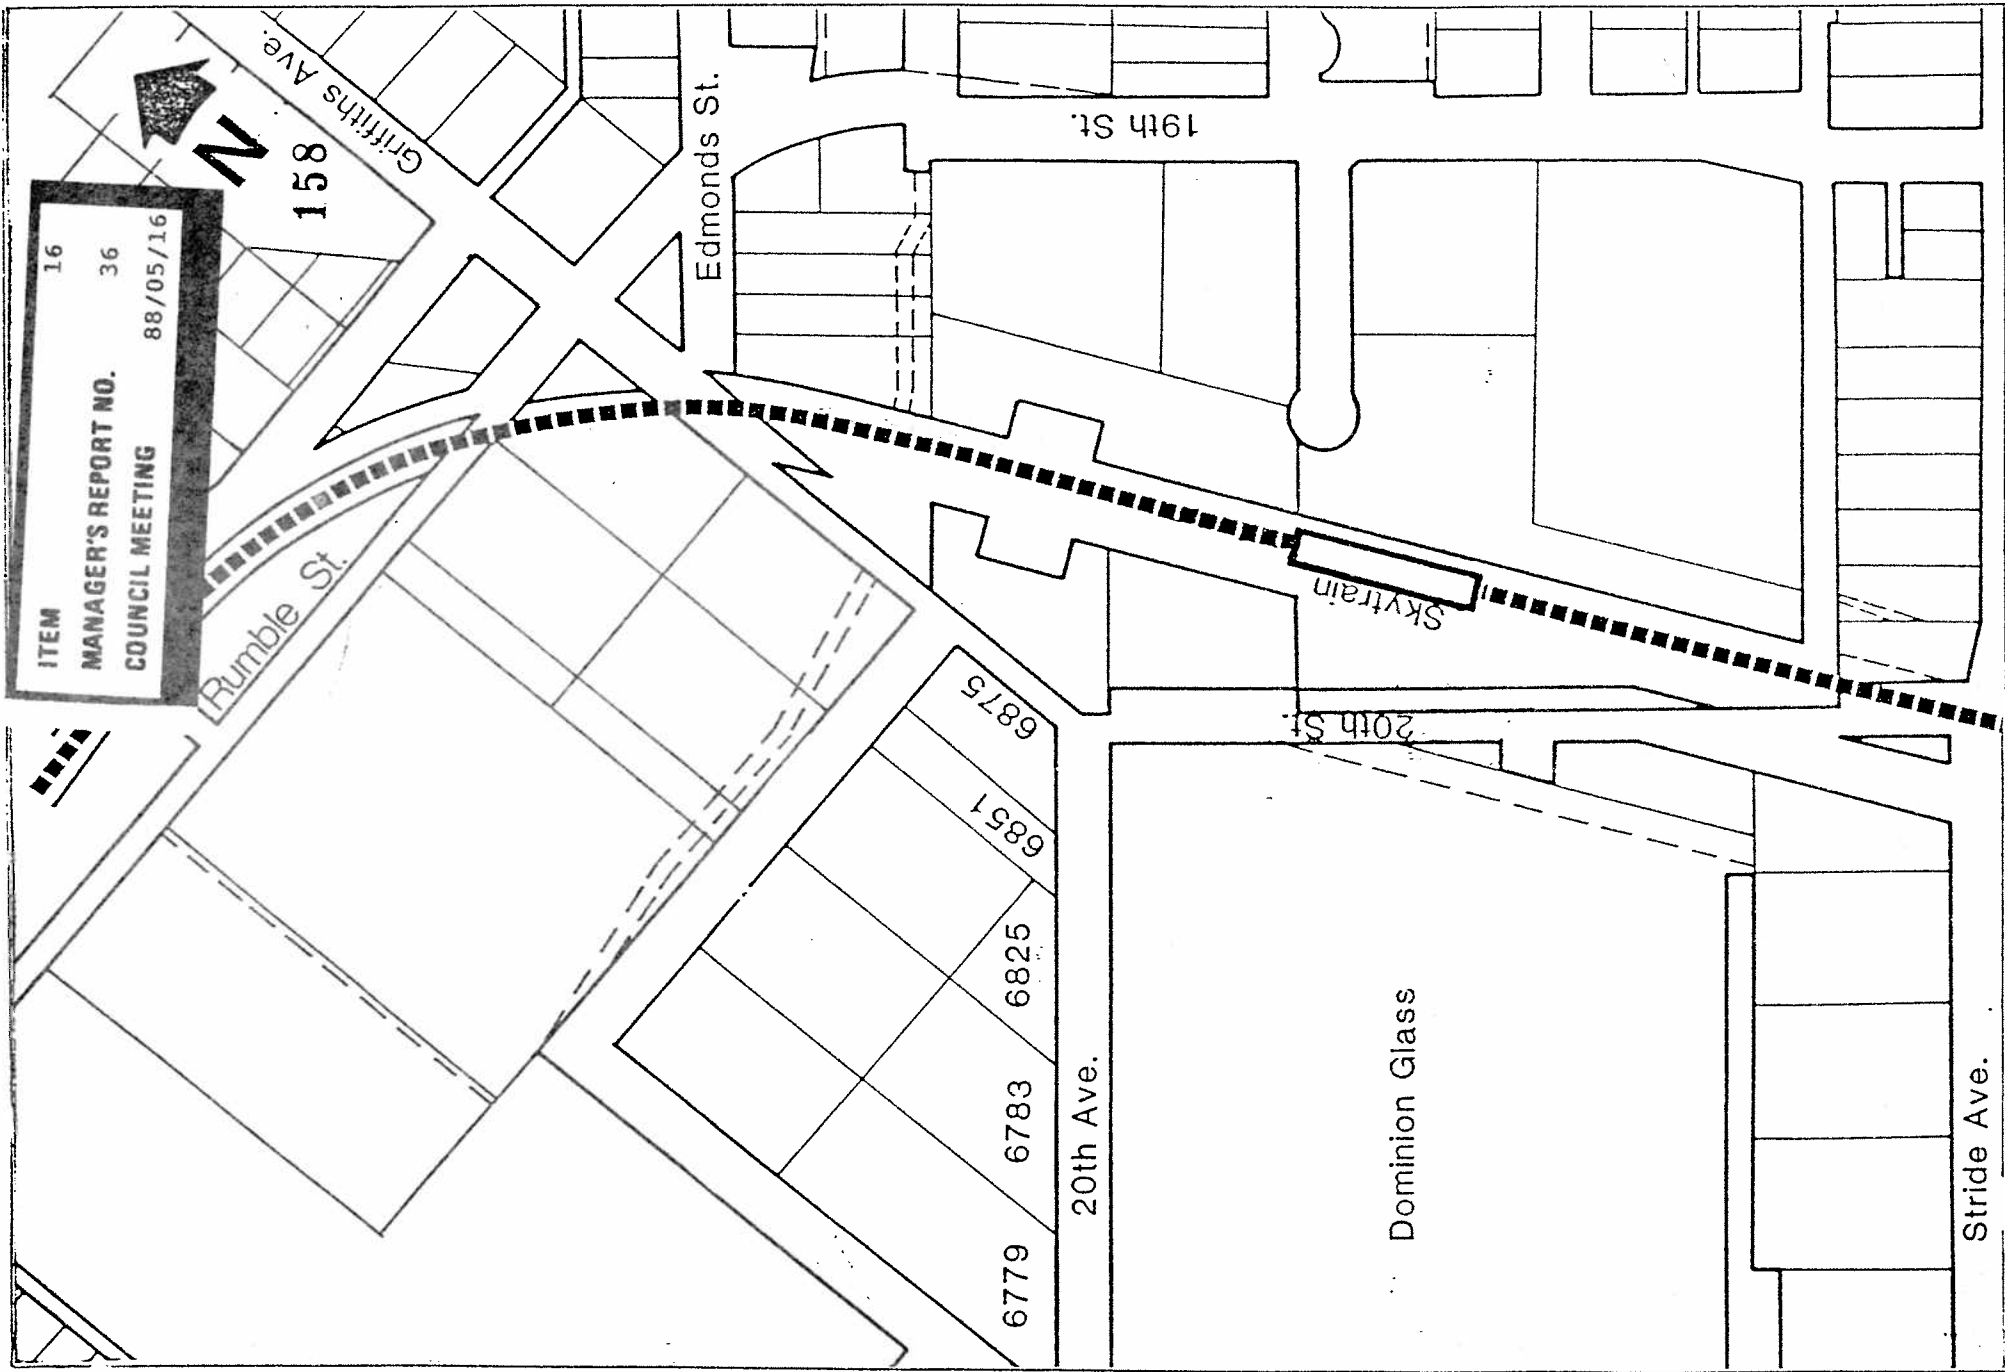 ITEM 16
MANAGER'S REPORT NO. 36
COUNCIL MEETING 88/05/16
N
158
Griffiths Ave.
Edmonds St.
19th St.
Rumble St.
Skytrain
20th St.
6875
6851
6825
6783
6779
20th Ave.
Dominion Glass
Stride Ave.